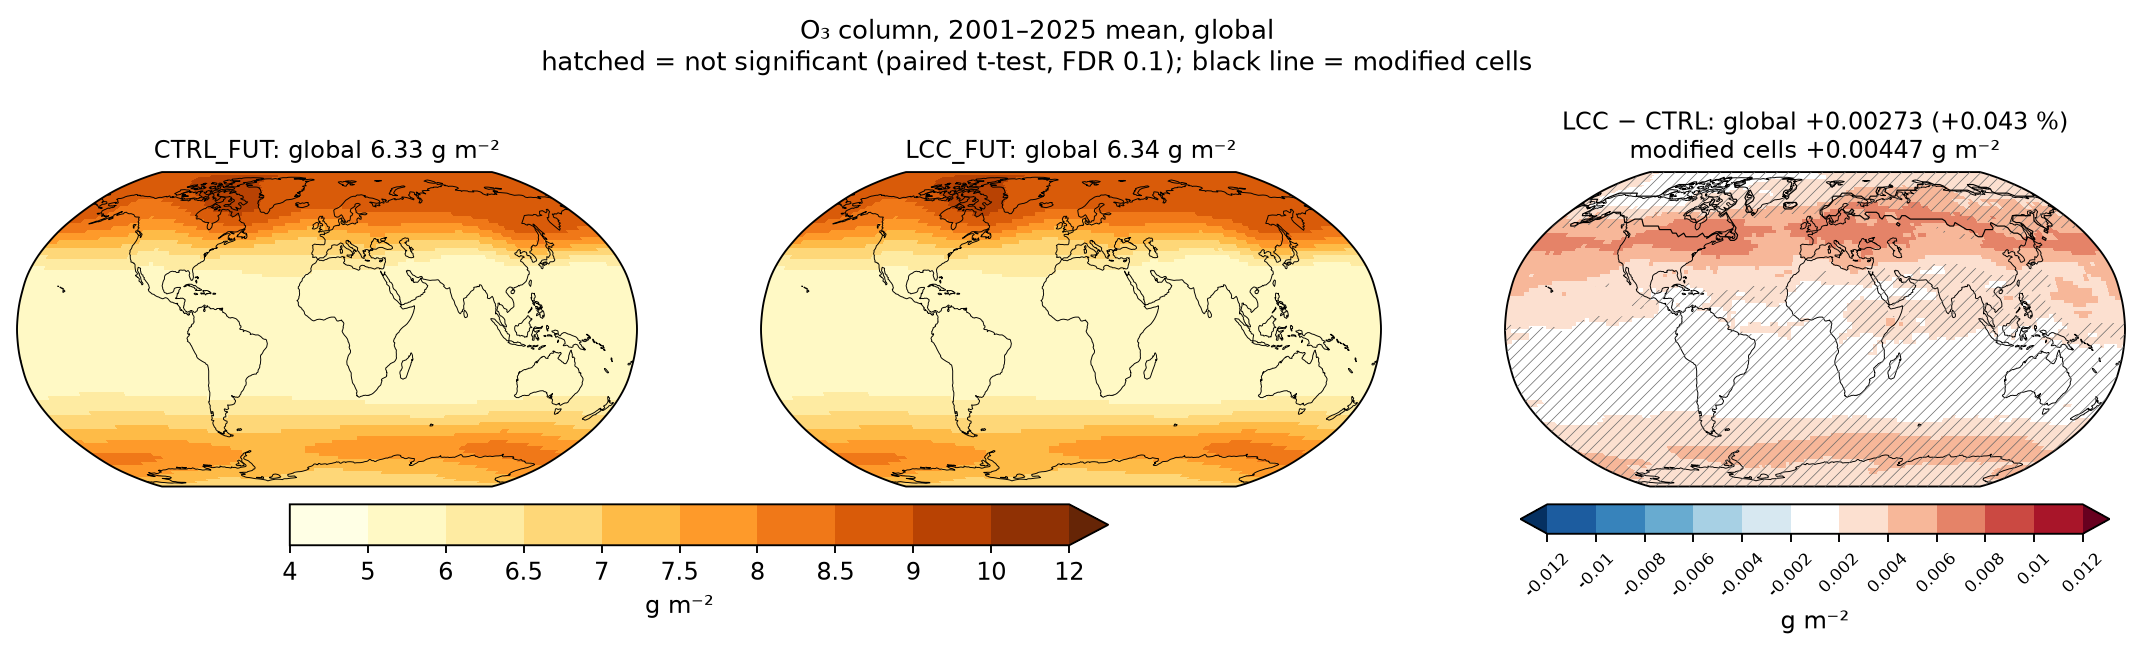 O₃ column, 2001–2025 mean, global
hatched = not significant (paired t-test, FDR 0.1); black line = modified cells
CTRL_FUT: global 6.33 g m⁻²
LCC_FUT: global 6.34 g m⁻²
LCC − CTRL: global +0.00273 (+0.043 %)
modified cells +0.00447 g m⁻²
4 5 6 6.5 7 7.5 8 8.5 9 10 12
g m⁻²
-0.012 -0.01 -0.008 -0.006 -0.004 -0.002 0.002 0.004 0.006 0.008 0.01 0.012
g m⁻²